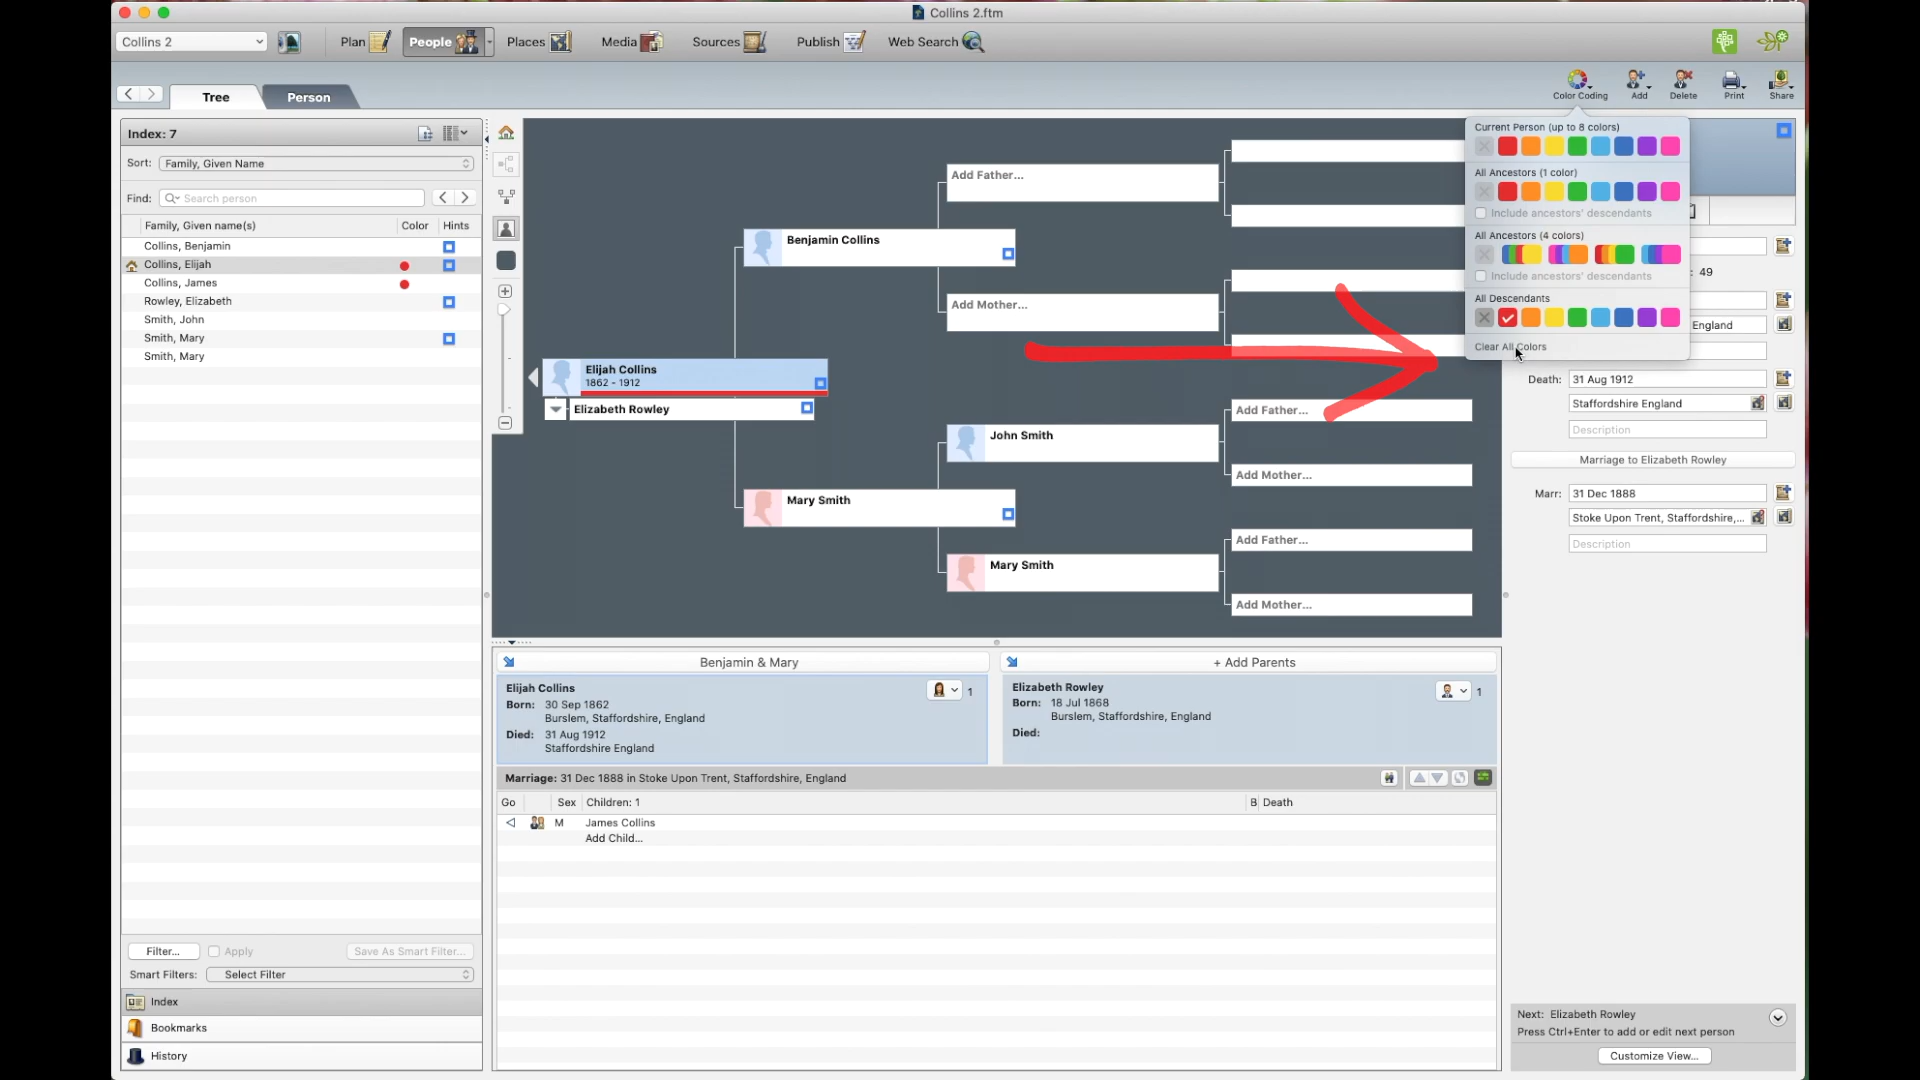 Collins 2.ftm
Collins 2
Plan
People
Places
Media
Sources
Publish
Web Search
Tree
Person
Color Coding
Add
Delete
Print
Share
Index: 7
Sort:
Family, Given Name
Find:
Search person
Family, Given name(s)
Color
Hints
Collins, Benjamin
Collins, Elijah
Collins, James
Rowley, Elizabeth
Smith, John
Smith, Mary
Smith, Mary
Filter...
Apply
Save As Smart Filter...
Smart Filters:
Select Filter
Index
Bookmarks
History
Elijah Collins
1862 - 1912
Elizabeth Rowley
Benjamin Collins
Mary Smith
Add Father...
Add Mother...
John Smith
Mary Smith
Add Father...
Add Mother...
Add Father...
Add Mother...
Current Person (up to 8 colors)
All Ancestors (1 color)
Include ancestors' descendants
All Ancestors (4 colors)
Include ancestors' descendants
All Descendants
Clear All Colors
: 49
England
Death:
31 Aug 1912
Staffordshire England
Description
Marriage to Elizabeth Rowley
Marr:
31 Dec 1888
Stoke Upon Trent, Staffordshire,...
Description
Benjamin & Mary
Elijah Collins
1
Born: 30 Sep 1862
Burslem, Staffordshire, England
Died: 31 Aug 1912
Staffordshire England
+ Add Parents
Elizabeth Rowley
1
Born: 18 Jul 1868
Burslem, Staffordshire, England
Died:
Marriage: 31 Dec 1888 in Stoke Upon Trent, Staffordshire, England
Go
Sex
Children: 1
B
Death
M
James Collins
Add Child...
Next: Elizabeth Rowley
Press Ctrl+Enter to add or edit next person
Customize View...